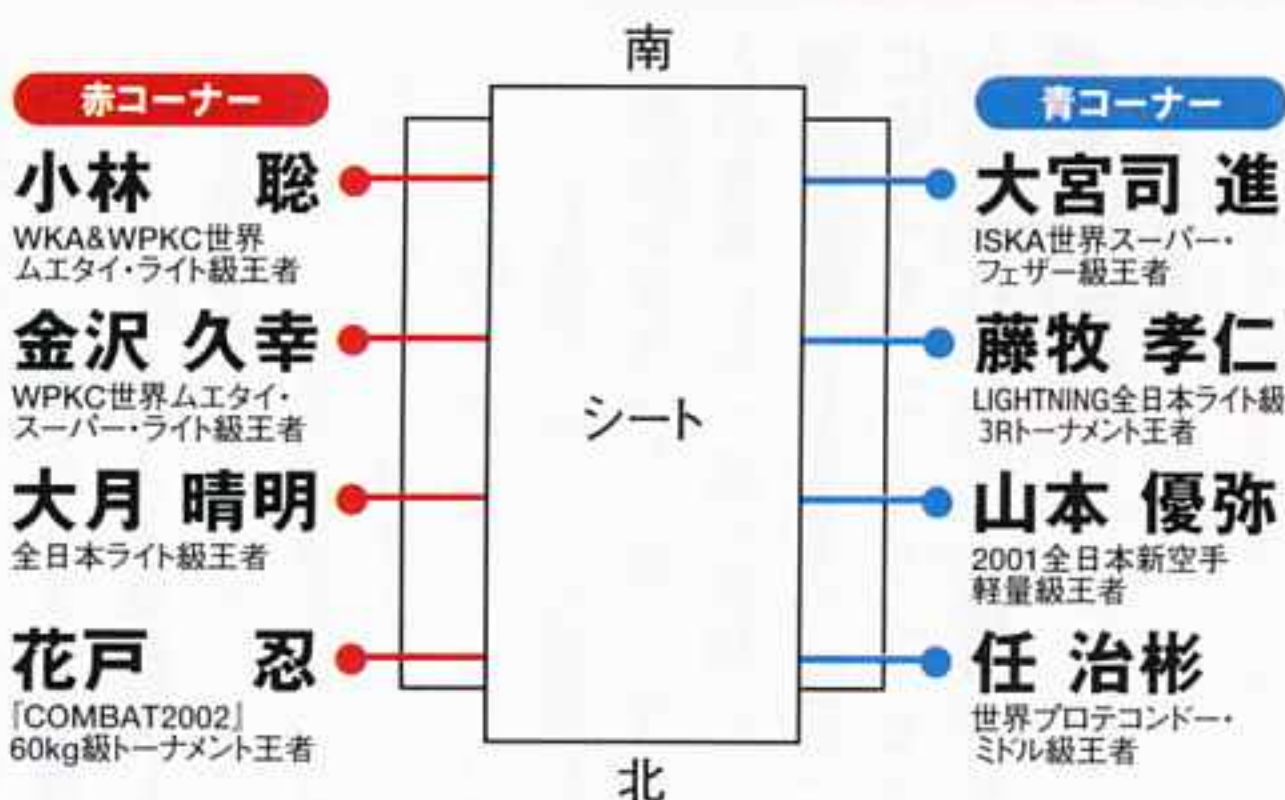 南
赤コーナー
小林 聡
WKA&WPKC世界
ムエタイ・ライト級王者
金沢 久幸
WPKC世界ムエタイ・
スーパー・ライト級王者
大月 晴明
全日本ライト級王者
花戸 忍
『COMBAT2002』
60kg級トーナメント王者
シート
青コーナー
大宮司 進
ISKA世界スーパー・
フェザー級王者
藤牧 孝仁
LIGHTNING全日本ライト級
3Rトーナメント王者
山本 優弥
2001全日本新空手
軽量級王者
任 治彬
世界プロテコンドー・
ミドル級王者
北